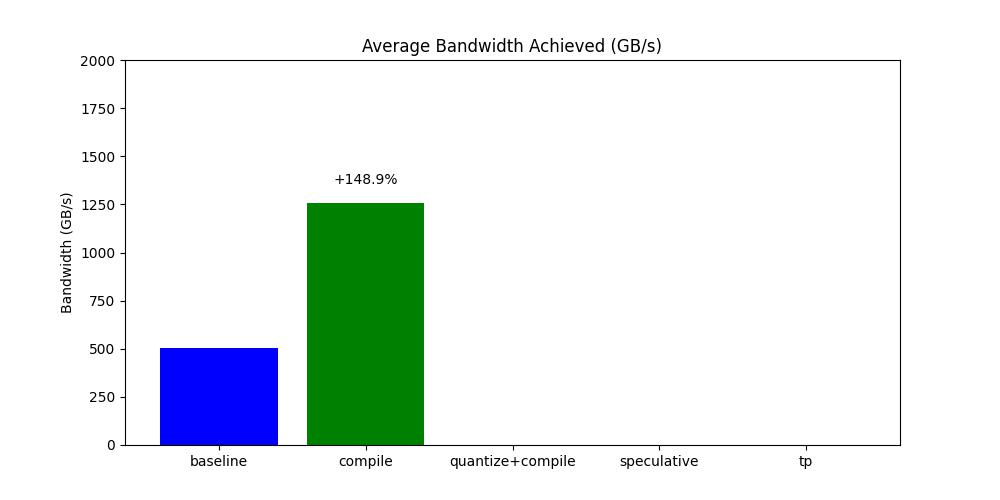 Average Bandwidth Achieved (GB/s)
Bandwidth (GB/s)
2000
1750
1500
1250
1000
750
500
250
0
+148.9%
baseline
compile
quantize+compile
speculative
tp